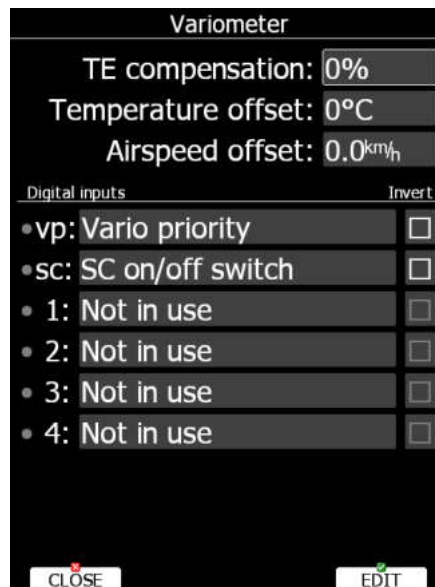 Variometer
TE compensation: 0%
Temperature offset: 0°C
Airspeed offset: 0.0km/h
Digital inputs Invert
vp: Vario priority
sc: SC on/off switch
1: Not in use
2: Not in use
3: Not in use
4: Not in use
CLOSE EDIT